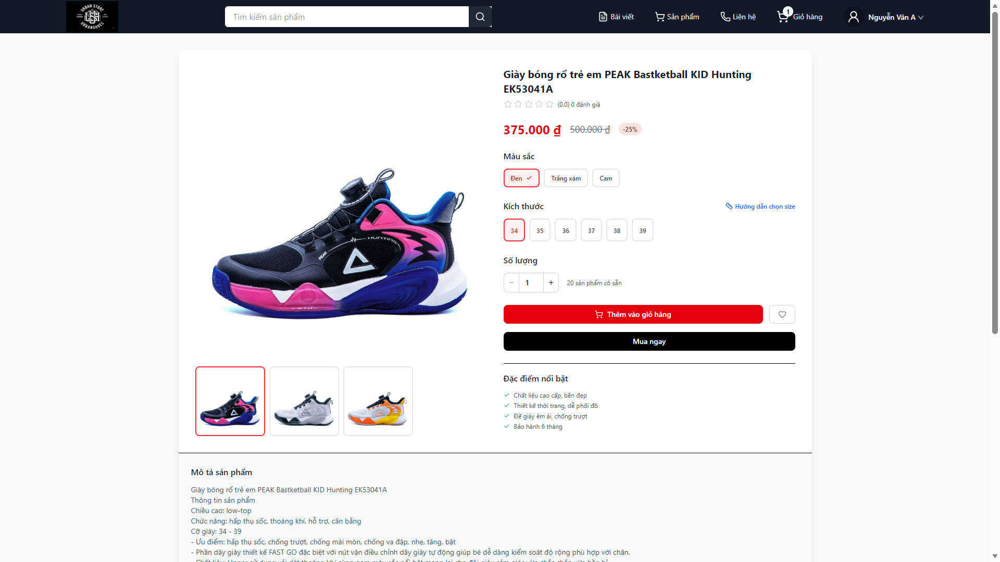 URBAN STORE
URBANSHOES
Tìm kiếm sản phẩm
Bài viết
Sản phẩm
Liên hệ
1
Giỏ hàng
Nguyễn Văn A
Giày bóng rổ trẻ em PEAK Bastketball KID Hunting
EK53041A
(0.0) 0 đánh giá
375.000 ₫ 500.000 ₫ -25%
Màu sắc
Đen Trắng xám Cam
Kích thước Hướng dẫn chọn size
34 35 36 37 38 39
Số lượng
− 1 + 20 sản phẩm có sẵn
Thêm vào giỏ hàng
Mua ngay
PEAK HUNTING
Đặc điểm nổi bật
Chất liệu cao cấp, bền đẹp
Thiết kế thời trang, dễ phối đồ
Đế giày êm ái, chống trượt
Bảo hành 6 tháng
Mô tả sản phẩm
Giày bóng rổ trẻ em PEAK Bastketball KID Hunting EK53041A
Thông tin sản phẩm
Chiều cao: low-top
Chức năng: hấp thụ sốc, thoáng khí, hỗ trợ, cân bằng
Cỡ giày: 34 - 39
- Ưu điểm: hấp thụ sốc, chống trượt, chống mài mòn, chống va đập, nhẹ, tăng, bật
- Phần dây giày thiết kế FAST GO đặc biệt với nút vặn điều chỉnh dây giày tự động giúp bé dễ dàng kiểm soát độ rộng phù hợp với chân.